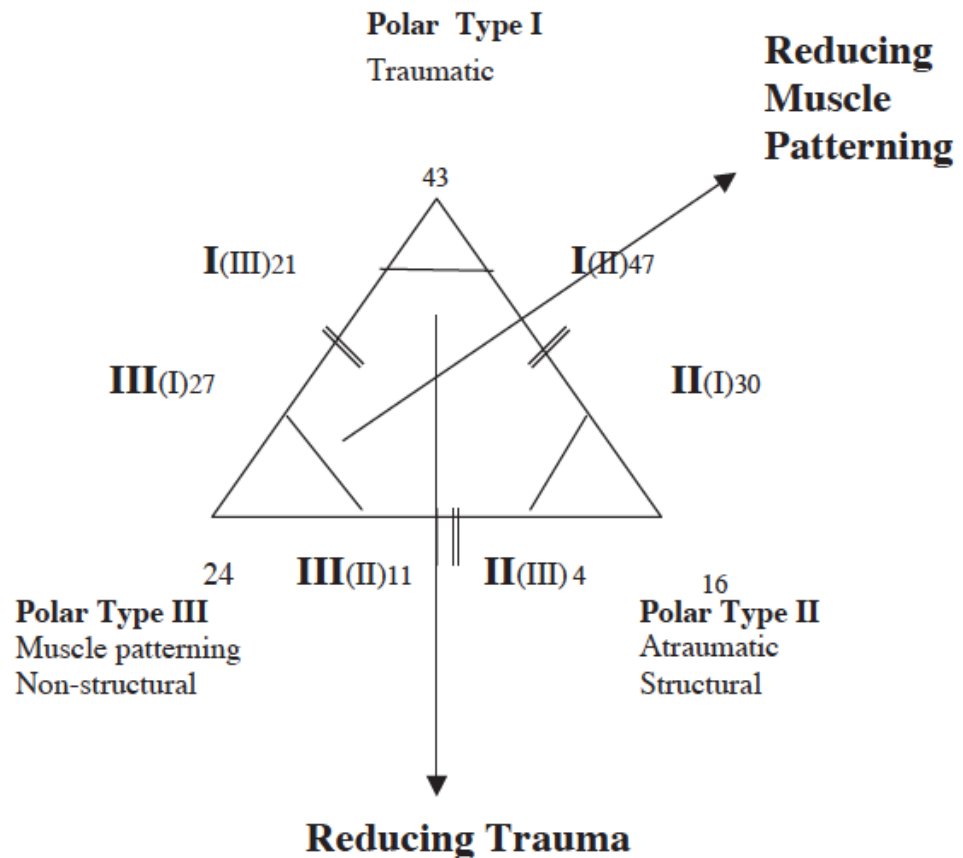 Polar Type I
Traumatic
Reducing
Muscle
Patterning
43
I(III)21
I(II)47
III(I)27
II(I)30
24
III(II)11
II(III) 4
16
Polar Type III
Muscle patterning
Non-structural
Polar Type II
Atraumatic
Structural
Reducing Trauma